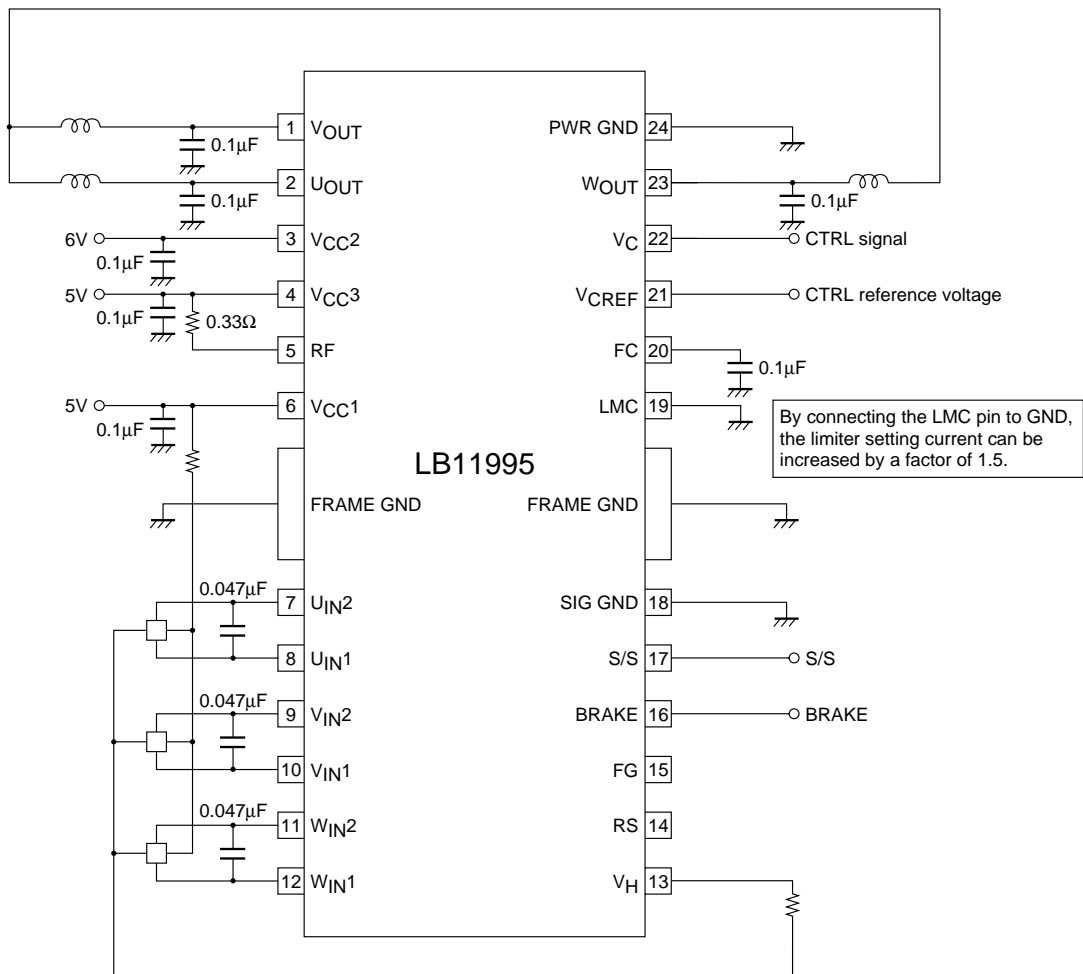 1 VOUT PWR GND 24
0.1µF
2 UOUT WOUT 23
0.1µF 0.1µF
6V 3 VCC2 VC 22 CTRL signal
0.1µF
5V 4 VCC3 VCREF 21 CTRL reference voltage
0.1µF 0.33Ω
5 RF FC 20
0.1µF
5V 6 VCC1 LMC 19
0.1µF
By connecting the LMC pin to GND,
the limiter setting current can be
increased by a factor of 1.5.
LB11995
FRAME GND FRAME GND
0.047µF
7 UIN2 SIG GND 18
8 UIN1 S/S 17 S/S
0.047µF
9 VIN2 BRAKE 16 BRAKE
10 VIN1 FG 15
0.047µF
11 WIN2 RS 14
12 WIN1 VH 13